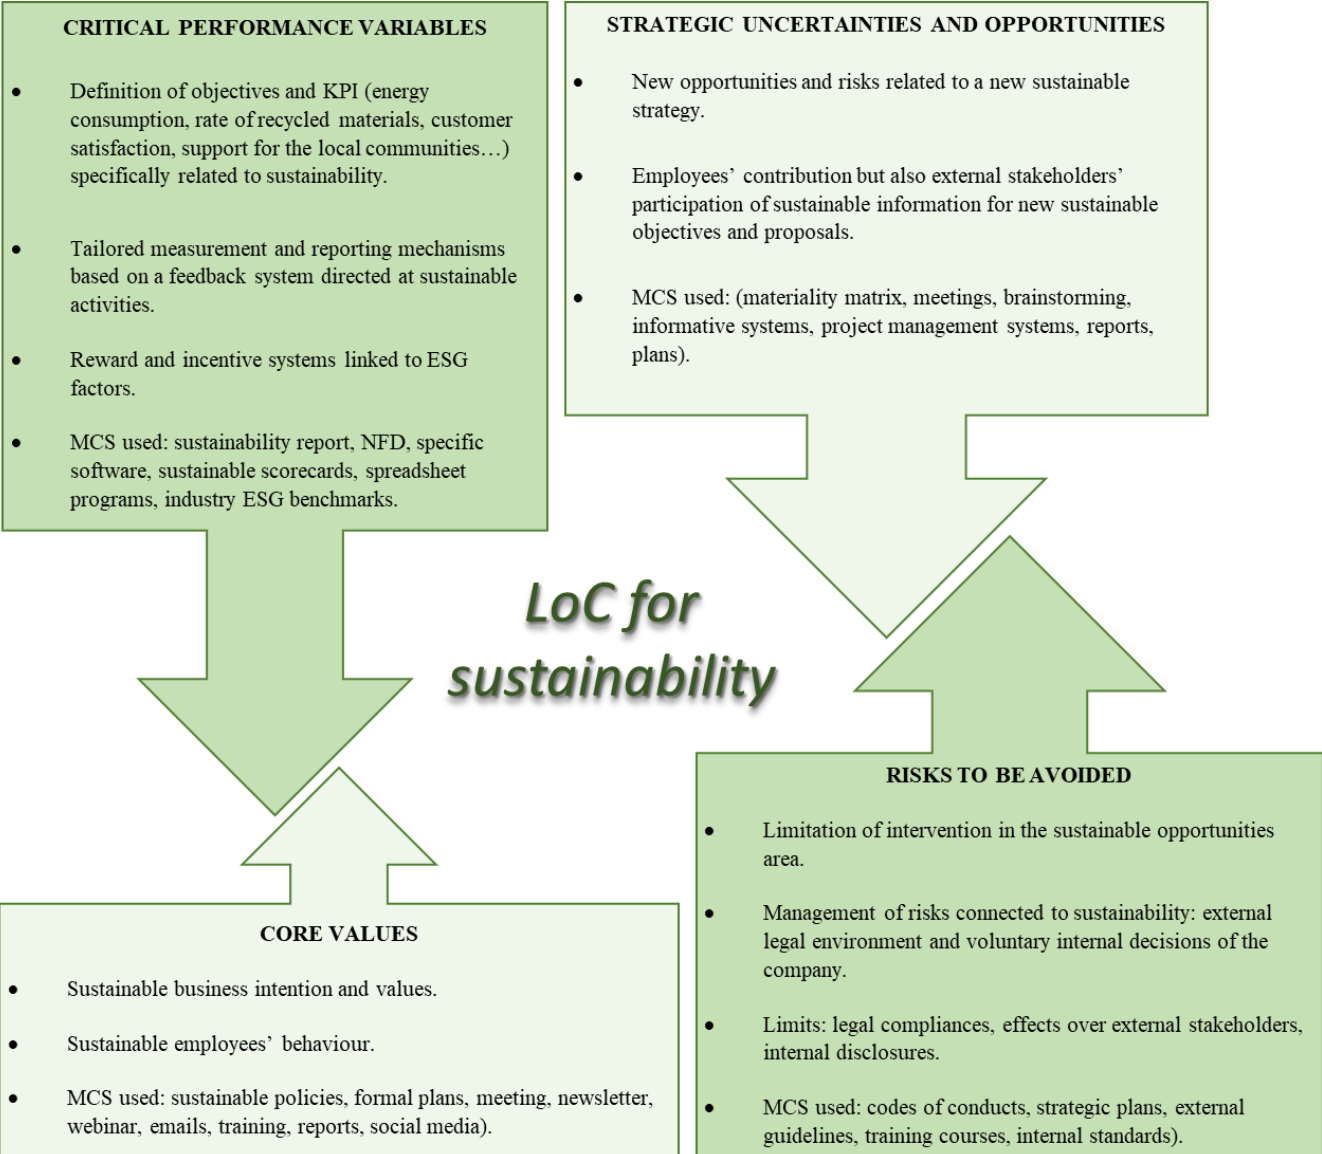 CRITICAL PERFORMANCE VARIABLES
• Definition of objectives and KPI (energy
consumption, rate of recycled materials, customer
satisfaction, support for the local communities…)
specifically related to sustainability.
• Tailored measurement and reporting mechanisms
based on a feedback system directed at sustainable
activities.
• Reward and incentive systems linked to ESG
factors.
• MCS used: sustainability report, NFD, specific
software, sustainable scorecards, spreadsheet
programs, industry ESG benchmarks.
STRATEGIC UNCERTAINTIES AND OPPORTUNITIES
• New opportunities and risks related to a new sustainable
strategy.
• Employees’ contribution but also external stakeholders’
participation of sustainable information for new sustainable
objectives and proposals.
• MCS used: (materiality matrix, meetings, brainstorming,
informative systems, project management systems, reports,
plans).
LoC for
sustainability
CORE VALUES
• Sustainable business intention and values.
• Sustainable employees’ behaviour.
• MCS used: sustainable policies, formal plans, meeting, newsletter,
webinar, emails, training, reports, social media).
RISKS TO BE AVOIDED
• Limitation of intervention in the sustainable opportunities
area.
• Management of risks connected to sustainability: external
legal environment and voluntary internal decisions of the
company.
• Limits: legal compliances, effects over external stakeholders,
internal disclosures.
• MCS used: codes of conducts, strategic plans, external
guidelines, training courses, internal standards).